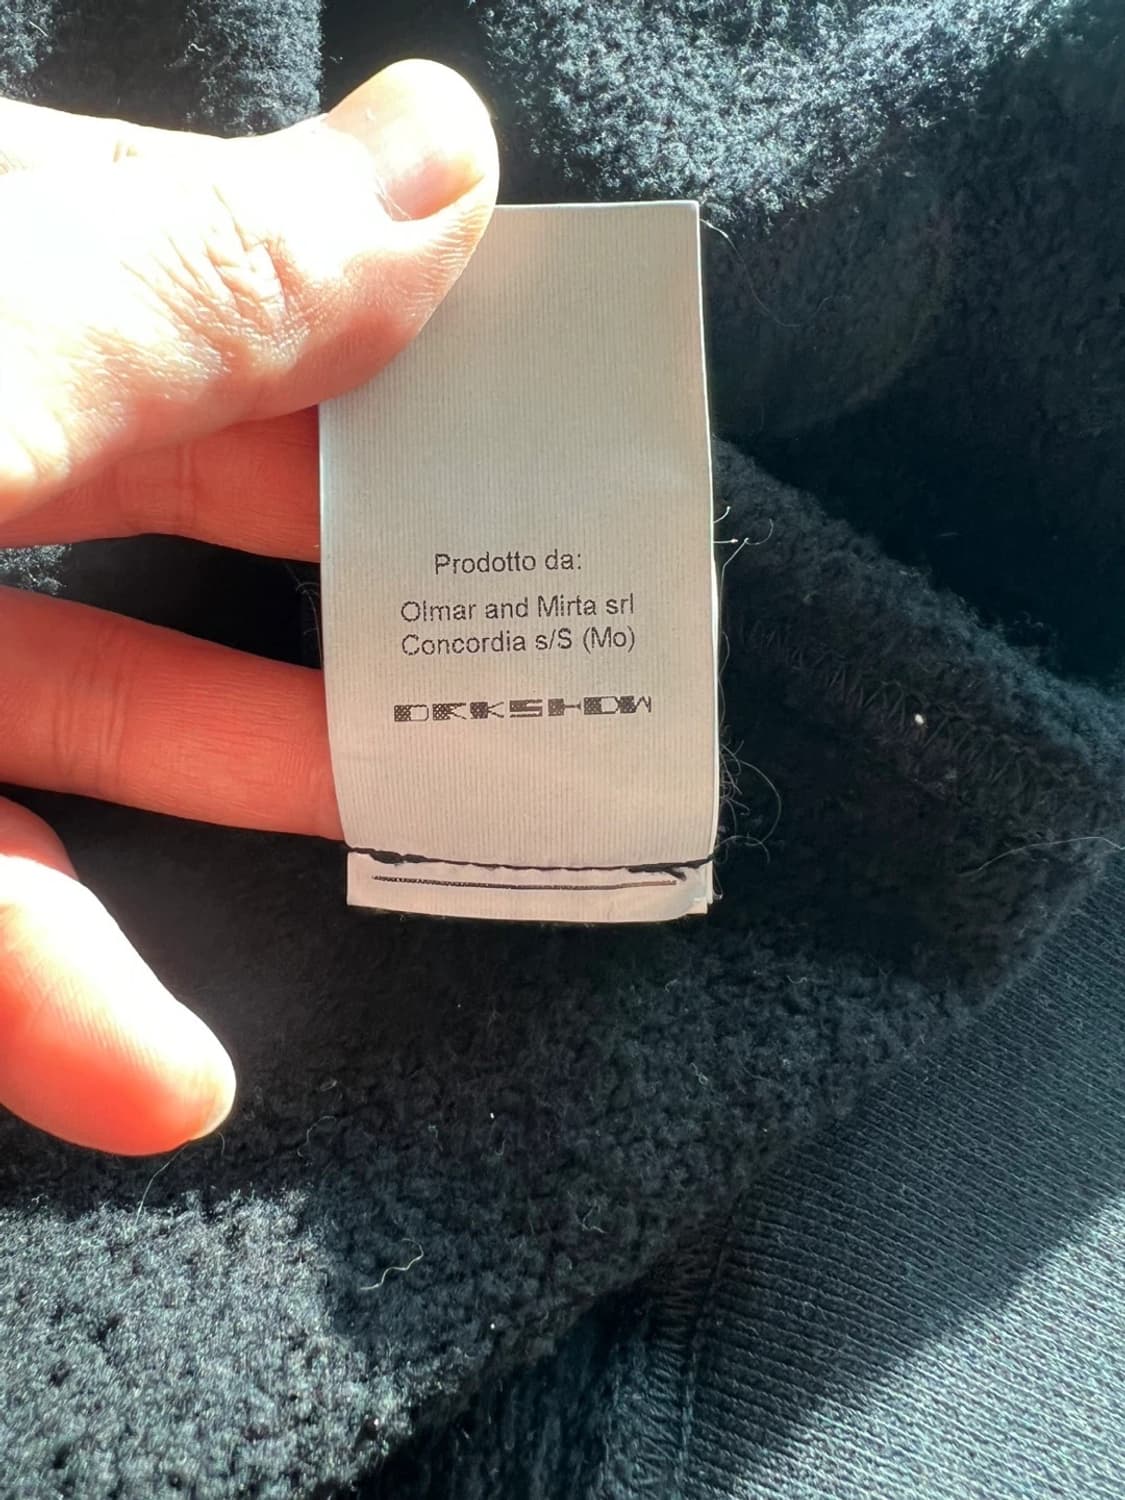 Prodotto da:
Olmar and Mirta srl
Concordia s/S (Mo)
DRKSHDW